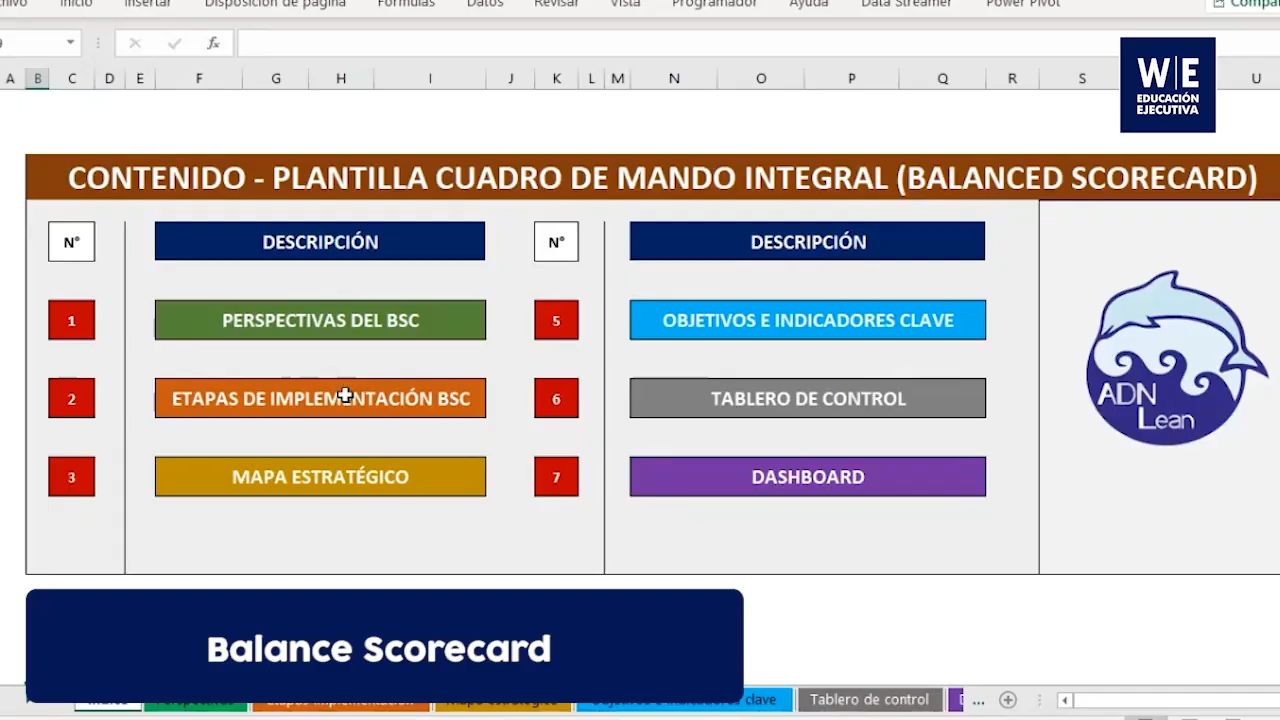 Inicio Insertar Disposición de página Fórmulas Datos Revisar Vista Programador Ayuda Data Streamer Power Pivot
A B C D E F G H I J K L M N O P Q R S U
W|E
EDUCACIÓN
EJECUTIVA
CONTENIDO - PLANTILLA CUADRO DE MANDO INTEGRAL (BALANCED SCORECARD)
N° DESCRIPCIÓN N° DESCRIPCIÓN
1 PERSPECTIVAS DEL BSC 5 OBJETIVOS E INDICADORES CLAVE
2 ETAPAS DE IMPLEMENTACIÓN BSC 6 TABLERO DE CONTROL
3 MAPA ESTRATÉGICO 7 DASHBOARD
ADN
Lean
Balance Scorecard
clave Tablero de control ...